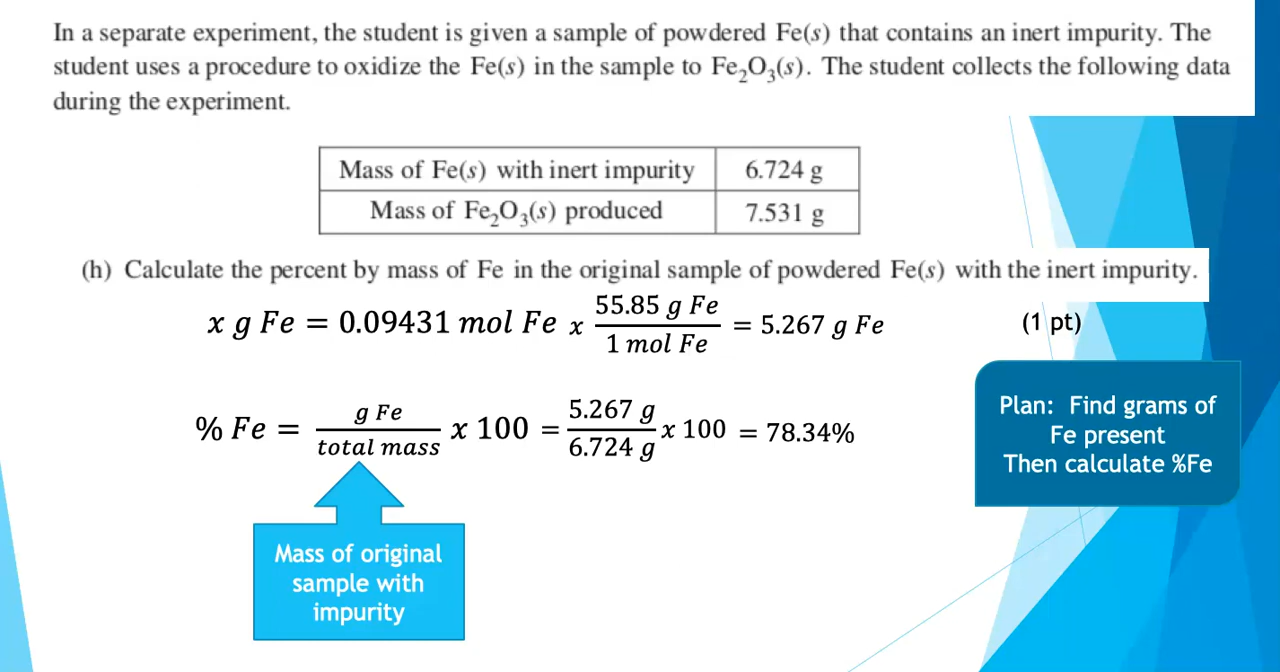 In a separate experiment, the student is given a sample of powdered Fe(s) that contains an inert impurity. The
student uses a procedure to oxidize the Fe(s) in the sample to Fe₂O₃(s). The student collects the following data
during the experiment.
Mass of Fe(s) with inert impurity 6.724 g
Mass of Fe₂O₃(s) produced 7.531 g
(h) Calculate the percent by mass of Fe in the original sample of powdered Fe(s) with the inert impurity.
x g Fe = 0.09431 mol Fe x 55.85 g Fe / 1 mol Fe = 5.267 g Fe (1 pt)
% Fe = g Fe / total mass x 100 = 5.267 g / 6.724 g x 100 = 78.34%
Plan: Find grams of
Fe present
Then calculate %Fe
Mass of original
sample with
impurity